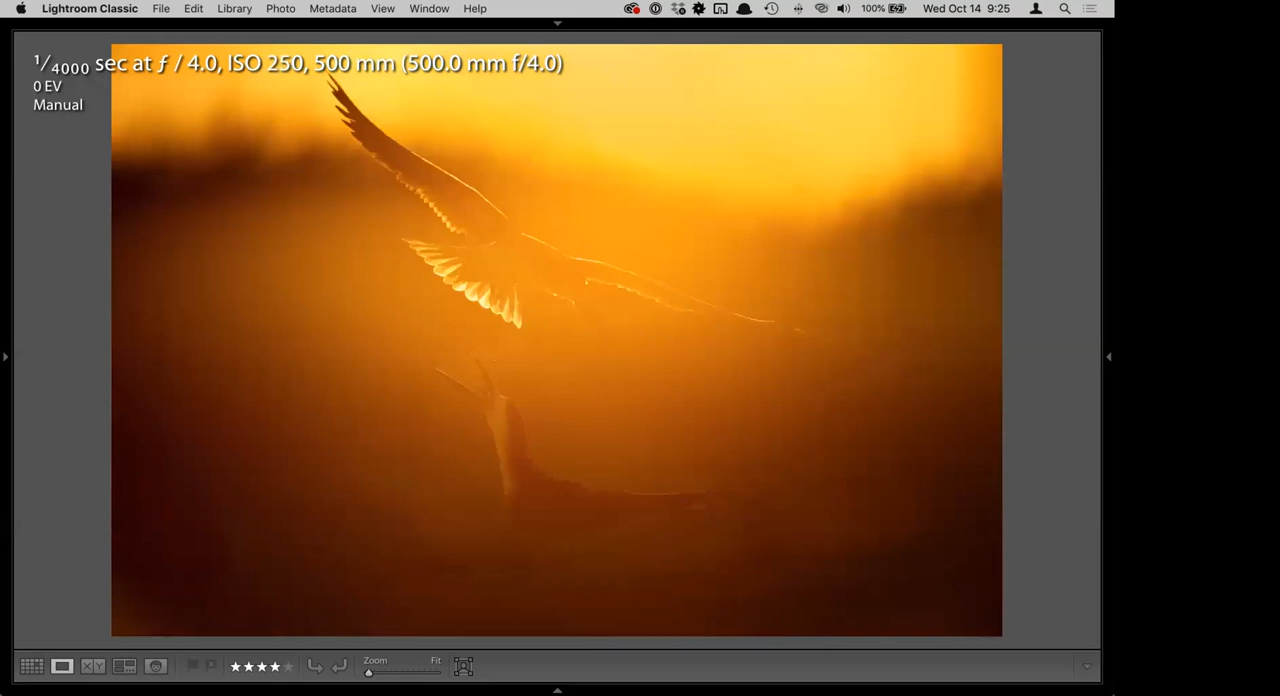 Lightroom Classic File Edit Library Photo Metadata View Window Help 100% Wed Oct 14 9:25
1/4000 sec at ƒ / 4.0, ISO 250, 500 mm (500.0 mm f/4.0)
0 EV
Manual
X Y Zoom Fit